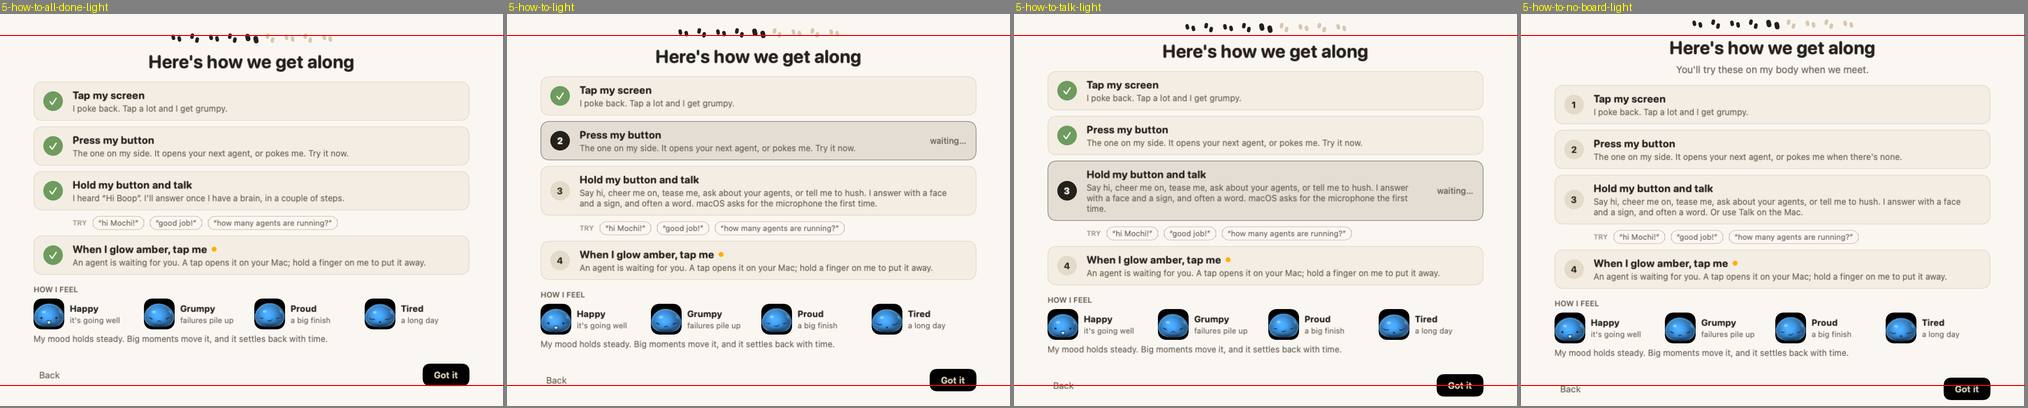 5-how-to-all-done-light
Here's how we get along
Tap my screen
I poke back. Tap a lot and I get grumpy.
Press my button
The one on my side. It opens your next agent, or pokes me. Try it now.
Hold my button and talk
I heard “Hi Boop”. I'll answer once I have a brain, in a couple of steps.
TRY "hi Mochi!" "good job!" "how many agents are running?"
When I glow amber, tap me
An agent is waiting for you. A tap opens it on your Mac; hold a finger on me to put it away.
HOW I FEEL
Happy Grumpy Proud Tired
it's going well failures pile up a big finish a long day
My mood holds steady. Big moments move it, and it settles back with time.
Back Got it
5-how-to-light
Here's how we get along
Tap my screen
I poke back. Tap a lot and I get grumpy.
2 Press my button
The one on my side. It opens your next agent, or pokes me. Try it now.
waiting...
3 Hold my button and talk
Say hi, cheer me on, tease me, ask about your agents, or tell me to hush. I answer with a face
and a sign, and often a word. macOS asks for the microphone the first time.
TRY "hi Mochi!" "good job!" "how many agents are running?"
4 When I glow amber, tap me
An agent is waiting for you. A tap opens it on your Mac; hold a finger on me to put it away.
HOW I FEEL
Happy Grumpy Proud Tired
it's going well failures pile up a big finish a long day
My mood holds steady. Big moments move it, and it settles back with time.
Back Got it
5-how-to-talk-light
Here's how we get along
Tap my screen
I poke back. Tap a lot and I get grumpy.
Press my button
The one on my side. It opens your next agent, or pokes me. Try it now.
3 Hold my button and talk
Say hi, cheer me on, tease me, ask about your agents, or tell me to hush. I answer
with a face and a sign, and often a word. macOS asks for the microphone the first
time.
waiting...
TRY "hi Mochi!" "good job!" "how many agents are running?"
4 When I glow amber, tap me
An agent is waiting for you. A tap opens it on your Mac; hold a finger on me to put it away.
HOW I FEEL
Happy Grumpy Proud Tired
it's going well failures pile up a big finish a long day
My mood holds steady. Big moments move it, and it settles back with time.
Back Got it
5-how-to-no-board-light
Here's how we get along
You'll try these on my body when we meet.
1 Tap my screen
I poke back. Tap a lot and I get grumpy.
2 Press my button
The one on my side. It opens your next agent, or pokes me when there's none.
3 Hold my button and talk
Say hi, cheer me on, tease me, ask about your agents, or tell me to hush. I answer with a face
and a sign, and often a word. Or use Talk on the Mac.
TRY "hi Mochi!" "good job!" "how many agents are running?"
4 When I glow amber, tap me
An agent is waiting for you. A tap opens it on your Mac; hold a finger on me to put it away.
HOW I FEEL
Happy Grumpy Proud Tired
it's going well failures pile up a big finish a long day
My mood holds steady. Big moments move it, and it settles back with time.
Back Got it